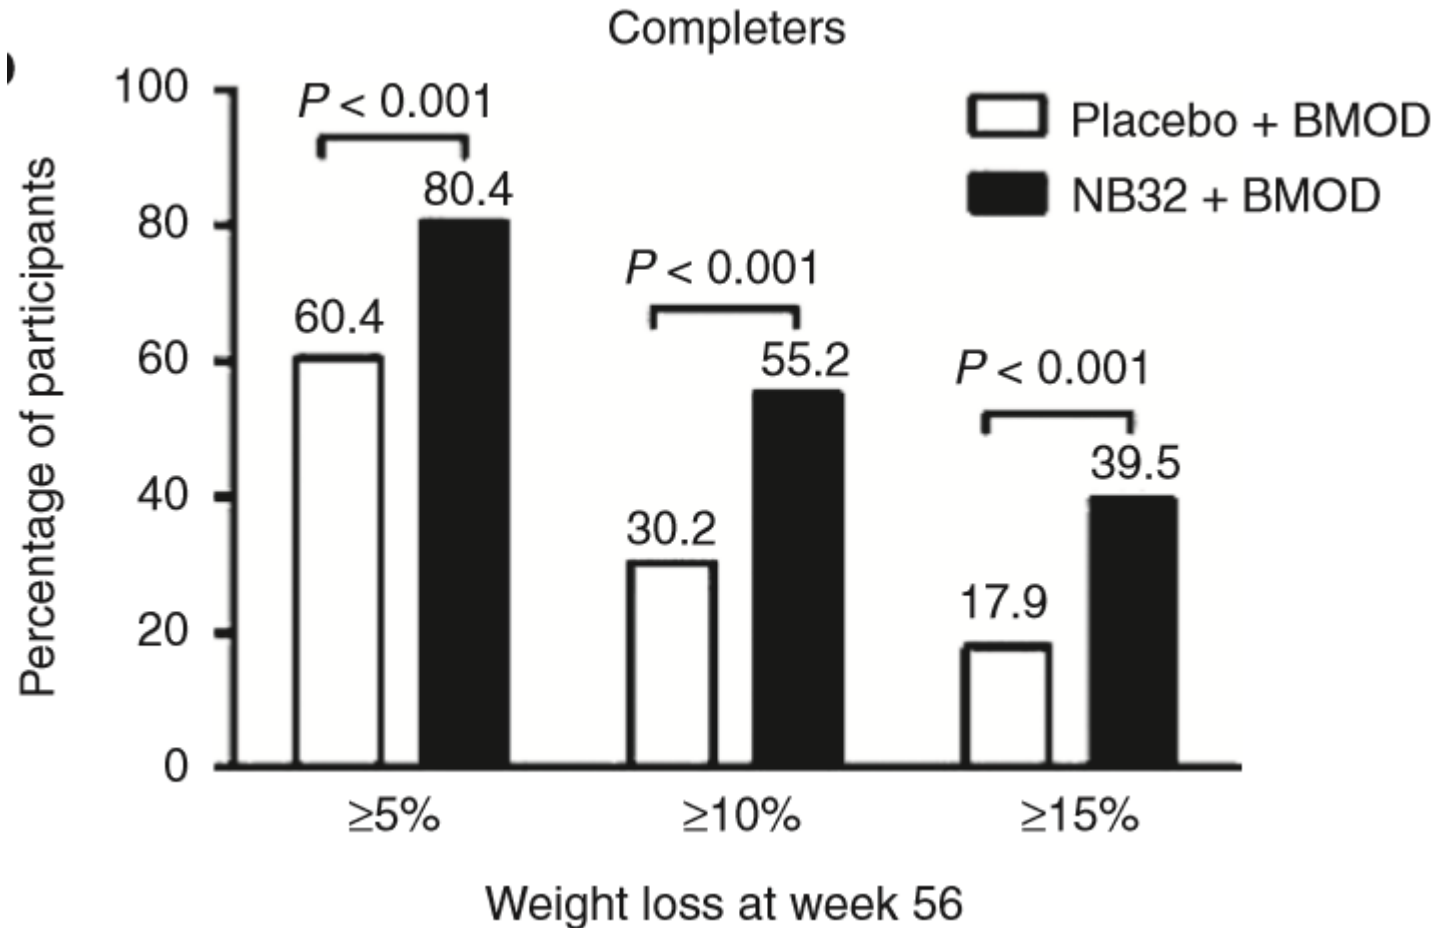 Completers
100
80
60
40
20
0
Percentage of participants
P < 0.001
60.4
80.4
P < 0.001
30.2
55.2
P < 0.001
17.9
39.5
Placebo + BMOD
NB32 + BMOD
≥5%
≥10%
≥15%
Weight loss at week 56